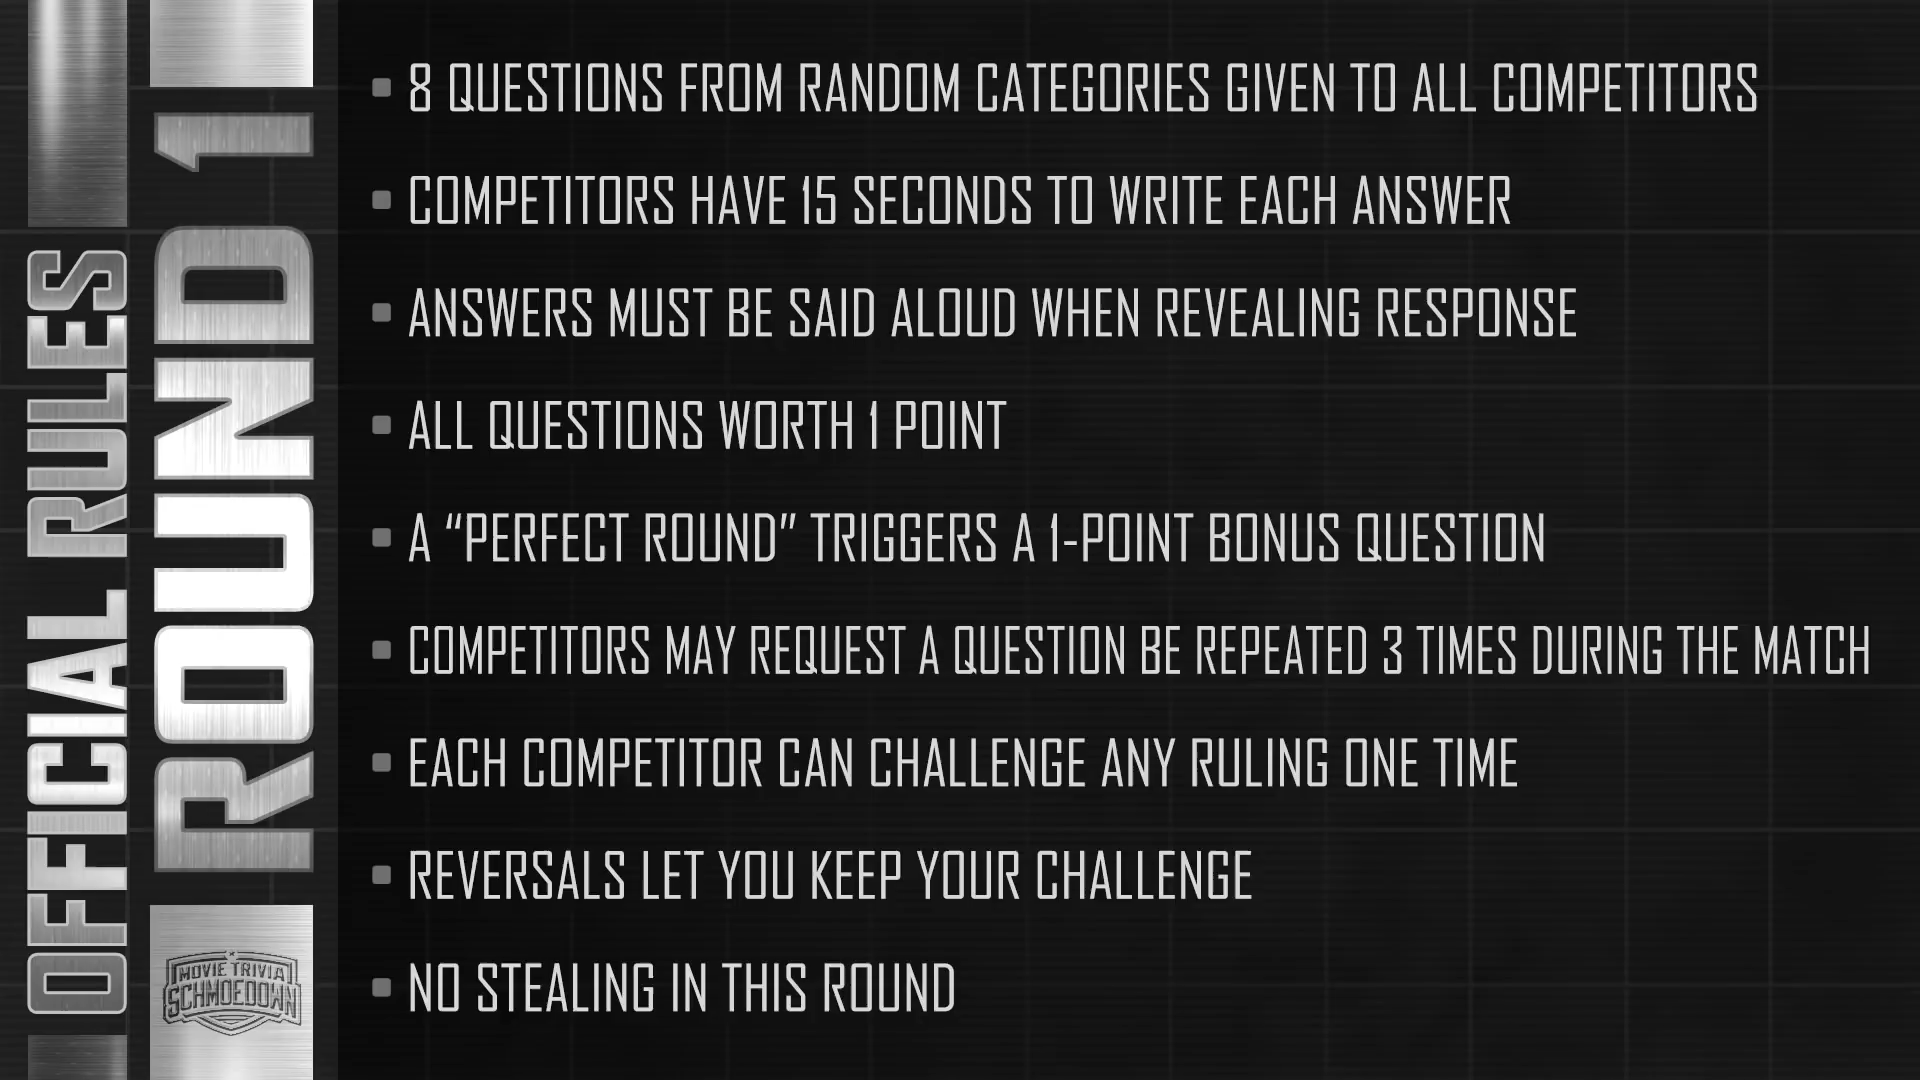 OFFICIAL RULES
ROUND 1
MOVIE TRIVIA
SCHMOEDOWN
8 QUESTIONS FROM RANDOM CATEGORIES GIVEN TO ALL COMPETITORS
COMPETITORS HAVE 15 SECONDS TO WRITE EACH ANSWER
ANSWERS MUST BE SAID ALOUD WHEN REVEALING RESPONSE
ALL QUESTIONS WORTH 1 POINT
A “PERFECT ROUND” TRIGGERS A 1-POINT BONUS QUESTION
COMPETITORS MAY REQUEST A QUESTION BE REPEATED 3 TIMES DURING THE MATCH
EACH COMPETITOR CAN CHALLENGE ANY RULING ONE TIME
REVERSALS LET YOU KEEP YOUR CHALLENGE
NO STEALING IN THIS ROUND